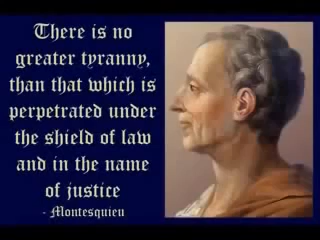 There is no
greater tyranny,
than that which is
perpetrated under
the shield of law
and in the name
of justice
- Montesquieu